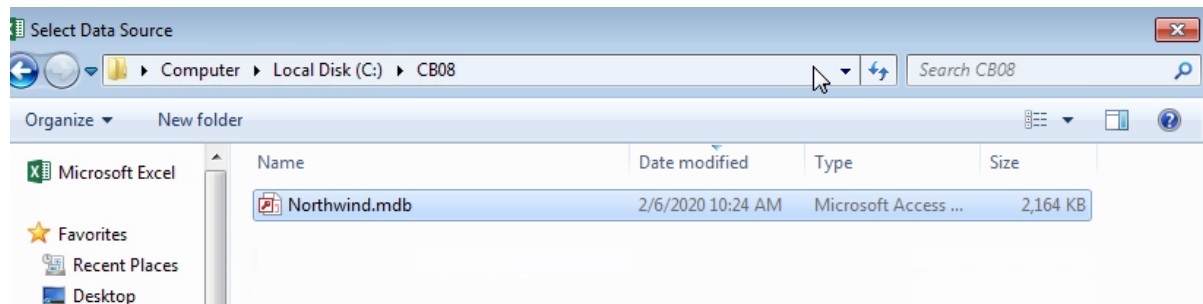 Select Data Source
Computer Local Disk (C:) CB08 Search CB08
Organize New folder
Microsoft Excel Name Date modified Type Size
Northwind.mdb 2/6/2020 10:24 AM Microsoft Access ... 2,164 KB
Favorites
Recent Places
Desktop